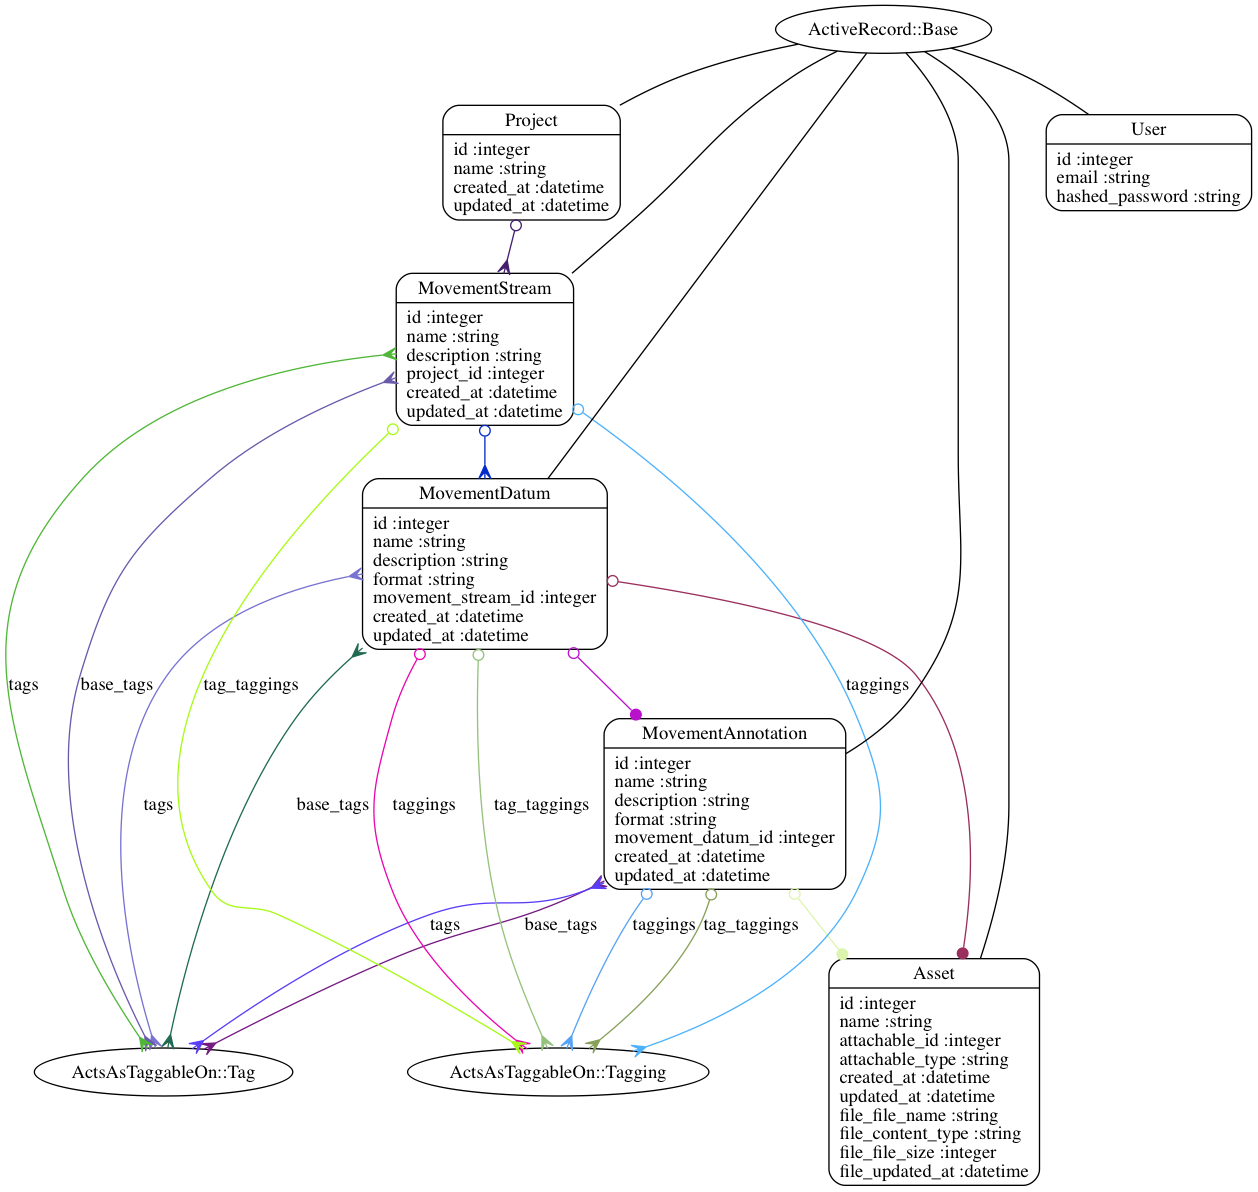 ActiveRecord::Base
Project
id :integer
name :string
created_at :datetime
updated_at :datetime
User
id :integer
email :string
hashed_password :string
MovementStream
id :integer
name :string
description :string
project_id :integer
created_at :datetime
updated_at :datetime
MovementDatum
id :integer
name :string
description :string
format :string
movement_stream_id :integer
created_at :datetime
updated_at :datetime
tags
base_tags
tag_taggings
taggings
MovementAnnotation
id :integer
name :string
description :string
format :string
movement_datum_id :integer
created_at :datetime
updated_at :datetime
tags
base_tags
taggings
tag_taggings
tags
base_tags
taggings
tag_taggings
Asset
id :integer
name :string
attachable_id :integer
attachable_type :string
created_at :datetime
updated_at :datetime
file_file_name :string
file_content_type :string
file_file_size :integer
file_updated_at :datetime
ActsAsTaggableOn::Tag
ActsAsTaggableOn::Tagging